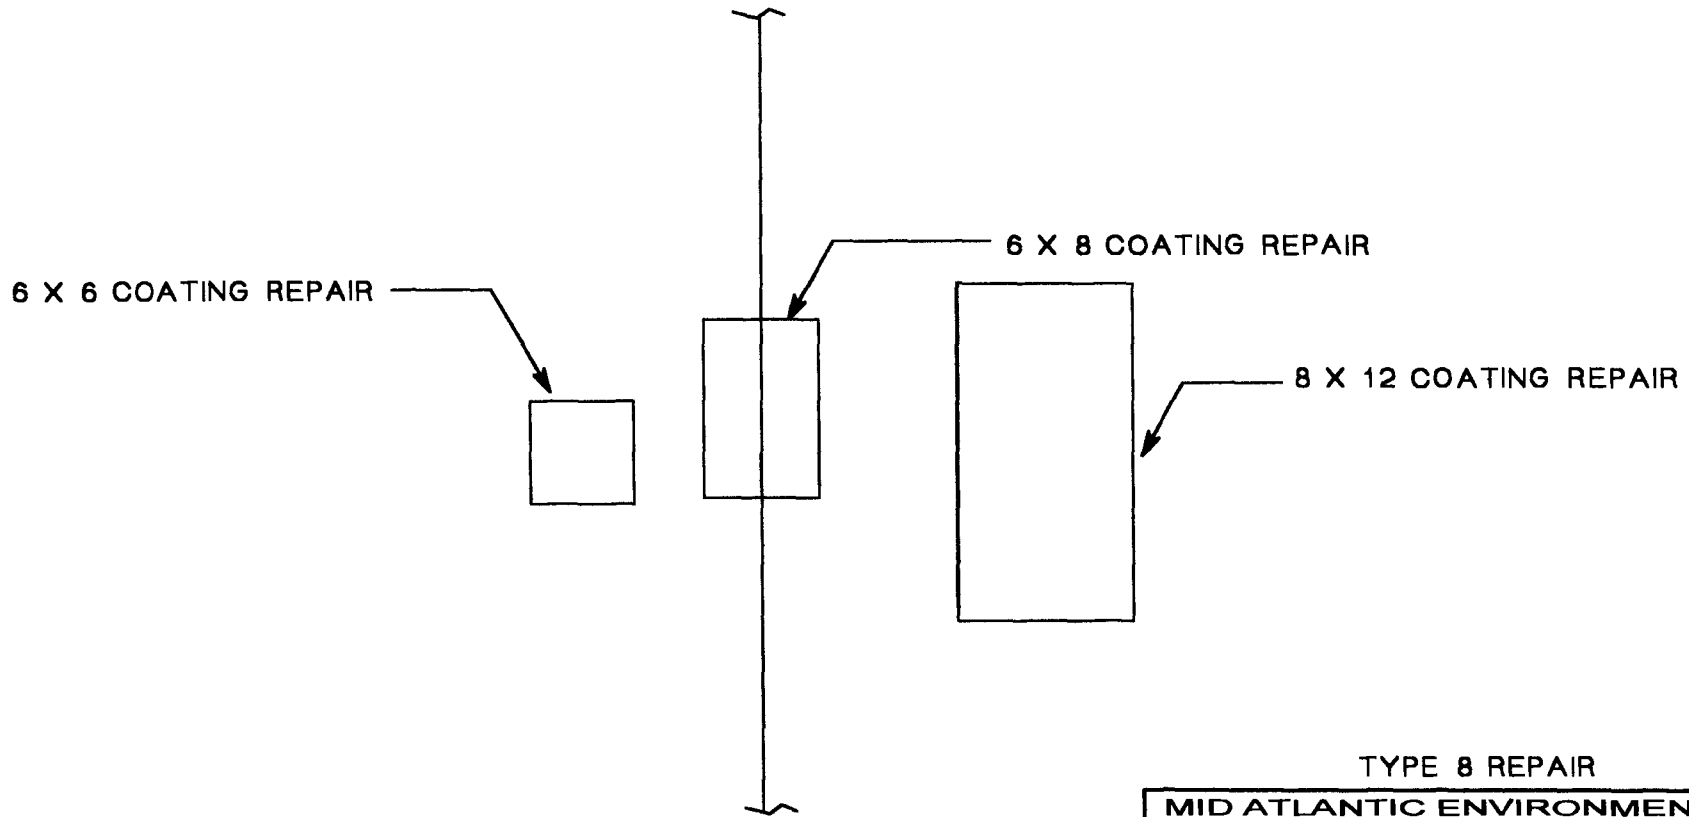 6 X 8 COATING REPAIR
6 X 6 COATING REPAIR
8 X 12 COATING REPAIR
TYPE 8 REPAIR
MID ATLANTIC ENVIRONMEN